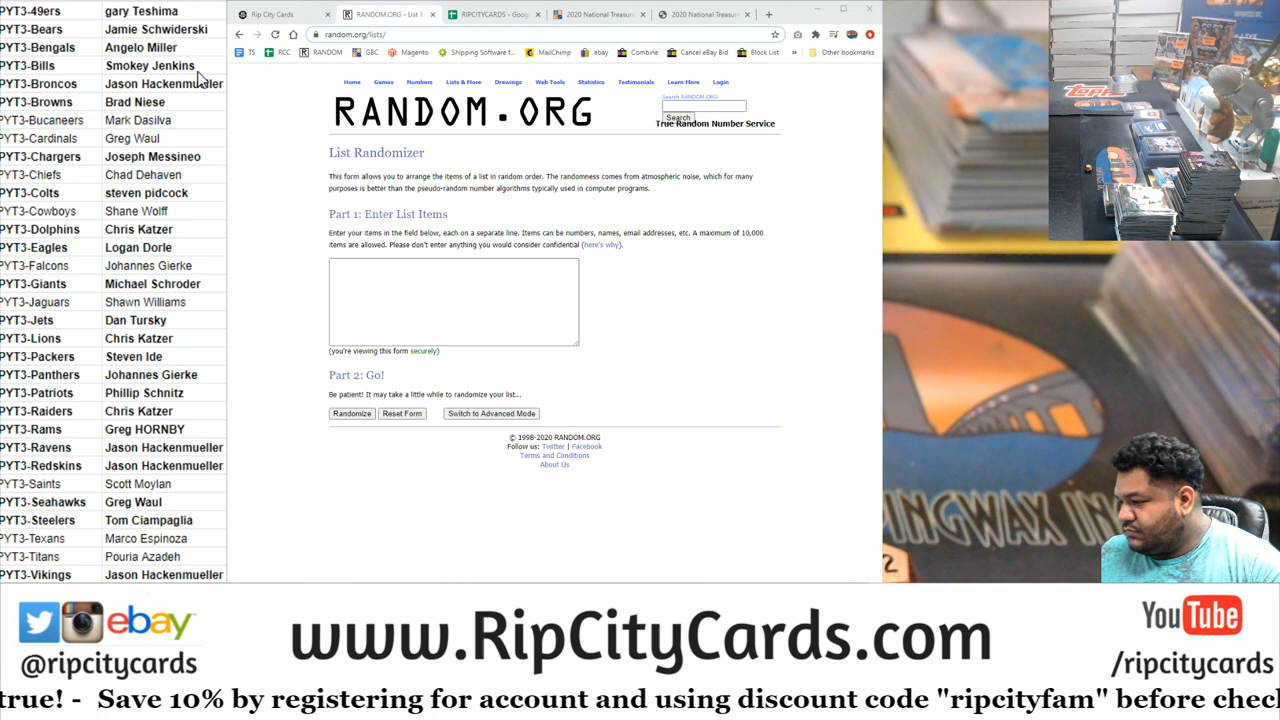 PYT3-49ers gary Teshima
PYT3-Bears Jamie Schwiderski
PYT3-Bengals Angelo Miller
PYT3-Bills Smokey Jenkins
PYT3-Broncos Jason Hackenmueller
PYT3-Browns Brad Niese
PYT3-Bucaneers Mark Dasilva
PYT3-Cardinals Greg Waul
PYT3-Chargers Joseph Messineo
PYT3-Chiefs Chad Dehaven
PYT3-Colts steven pidcock
PYT3-Cowboys Shane Wolff
PYT3-Dolphins Chris Katzer
PYT3-Eagles Logan Dorle
PYT3-Falcons Johannes Gierke
PYT3-Giants Michael Schroder
PYT3-Jaguars Shawn Williams
PYT3-Jets Dan Tursky
PYT3-Lions Chris Katzer
PYT3-Packers Steven Ide
PYT3-Panthers Johannes Gierke
PYT3-Patriots Phillip Schnitz
PYT3-Raiders Chris Katzer
PYT3-Rams Greg HORNBY
PYT3-Ravens Jason Hackenmueller
PYT3-Redskins Jason Hackenmueller
PYT3-Saints Scott Moylan
PYT3-Seahawks Greg Waul
PYT3-Steelers Tom Ciampaglia
PYT3-Texans Marco Espinoza
PYT3-Titans Pouria Azadeh
PYT3-Vikings Jason Hackenmueller
Rip City Cards
RANDOM.ORG - List R
RIPCITYCARDS - Goog
2020 National Treasure
2020 National Treasure
random.org/lists/
TS RCC RANDOM GBC Magento Shipping Software f... MailChimp ebay Combine Cancel eBay Bid Block List » Other bookmarks
Home Games Numbers Lists & More Drawings Web Tools Statistics Testimonials Learn More Login
RANDOM.ORG
Search RANDOM.ORG
Search
True Random Number Service
List Randomizer
This form allows you to arrange the items of a list in random order. The randomness comes from atmospheric noise, which for many
purposes is better than the pseudo-random number algorithms typically used in computer programs.
Part 1: Enter List Items
Enter your items in the field below, each on a separate line. Items can be numbers, names, email addresses, etc. A maximum of 10,000
items are allowed. Please don't enter anything you would consider confidential (here's why).
(you're viewing this form securely)
Part 2: Go!
Be patient! It may take a little while to randomize your list...
Randomize Reset Form Switch to Advanced Mode
© 1998-2020 RANDOM.ORG
Follow us: Twitter | Facebook
Terms and Conditions
About Us
Topps
PINGWAX IN
ebay
@ripcitycards
www.RipCityCards.com
YouTube
/ripcitycards
true! - Save 10% by registering for account and using discount code "ripcityfam" before chec